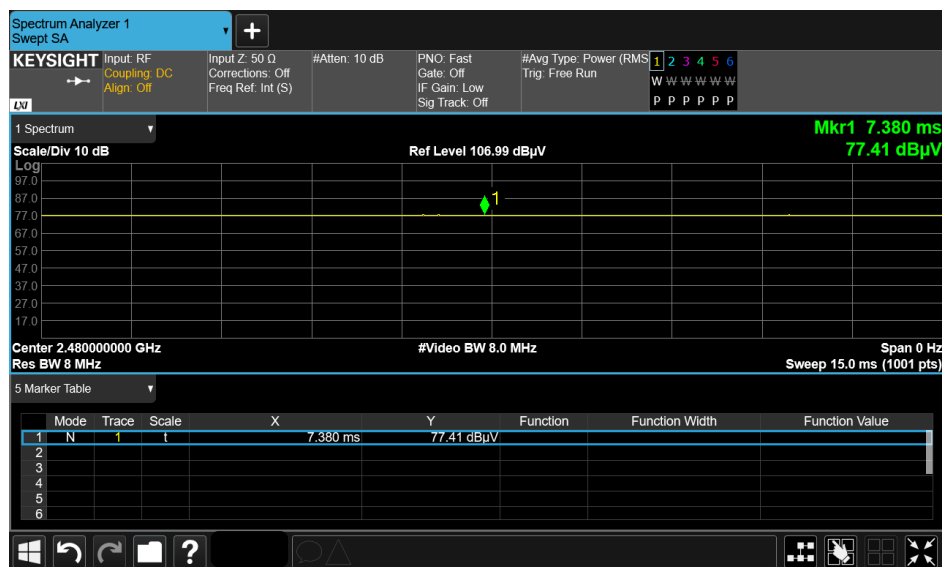 Spectrum Analyzer 1
Swept SA
+
KEYSIGHT
LXI
Input: RF
Coupling: DC
Align: Off
Input Z: 50 Ω
Corrections: Off
Freq Ref: Int (S)
#Atten: 10 dB
PNO: Fast
Gate: Off
IF Gain: Low
Sig Track: Off
#Avg Type: Power (RMS
Trig: Free Run
1 2 3 4 5 6
W W W W W W
P P P P P P
1 Spectrum
Mkr1 7.380 ms
Scale/Div 10 dB
Ref Level 106.99 dBµV
77.41 dBµV
Log
97.0
87.0
1
77.0
67.0
57.0
47.0
37.0
27.0
17.0
Center 2.480000000 GHz
#Video BW 8.0 MHz
Span 0 Hz
Res BW 8 MHz
Sweep 15.0 ms (1001 pts)
5 Marker Table
Mode Trace Scale X Y Function Function Width Function Value
1 N 1 t 7.380 ms 77.41 dBµV
2
3
4
5
6
?